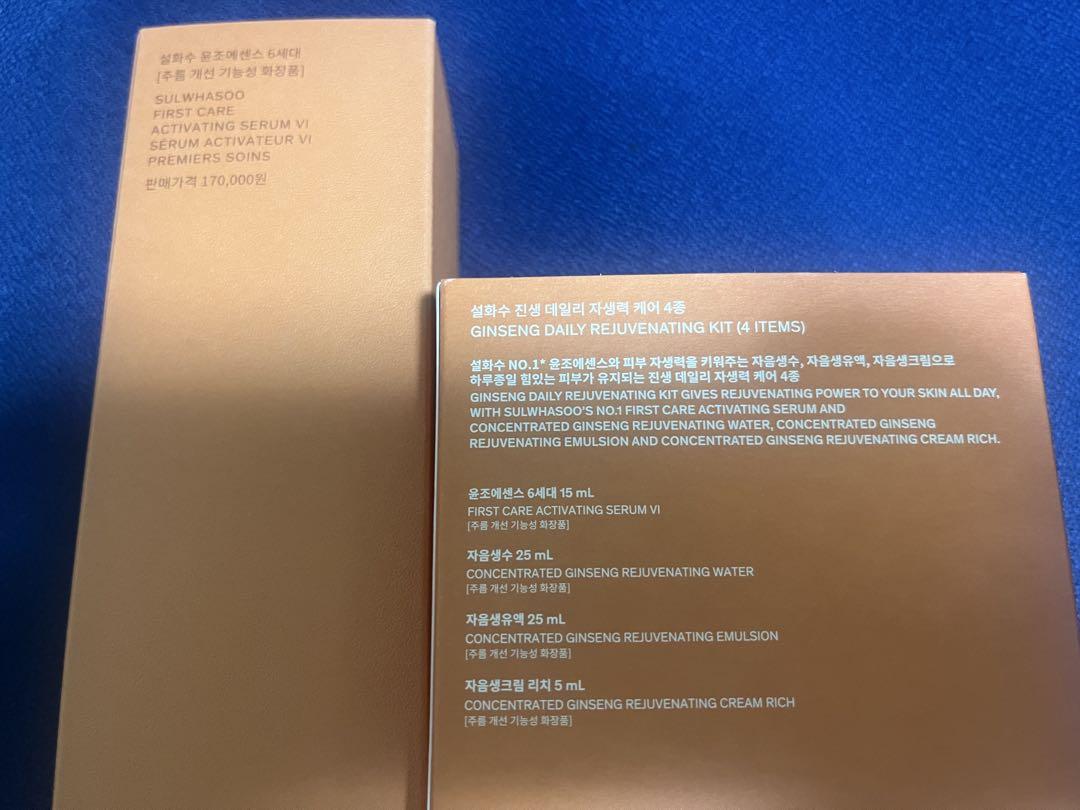 설화수 윤조에센스 6세대
[주름 개선 기능성 화장품]
SULWHASOO
FIRST CARE
ACTIVATING SERUM VI
SÉRUM ACTIVATEUR VI
PREMIERS SOINS
판매가격 170,000원
설화수 진생 데일리 자생력 케어 4종
GINSENG DAILY REJUVENATING KIT (4 ITEMS)
설화수 NO.1* 윤조에센스와 피부 자생력을 키워주는 자음생수, 자음생유액, 자음생크림으로
하루종일 힘있는 피부가 유지되는 진생 데일리 자생력 케어 4종
GINSENG DAILY REJUVENATING KIT GIVES REJUVENATING POWER TO YOUR SKIN ALL DAY,
WITH SULWHASOO'S NO.1 FIRST CARE ACTIVATING SERUM AND
CONCENTRATED GINSENG REJUVENATING WATER, CONCENTRATED GINSENG
REJUVENATING EMULSION AND CONCENTRATED GINSENG REJUVENATING CREAM RICH.
윤조에센스 6세대 15 mL
FIRST CARE ACTIVATING SERUM VI
[주름 개선 기능성 화장품]
자음생수 25 mL
CONCENTRATED GINSENG REJUVENATING WATER
[주름 개선 기능성 화장품]
자음생유액 25 mL
CONCENTRATED GINSENG REJUVENATING EMULSION
[주름 개선 기능성 화장품]
자음생크림 리치 5 mL
CONCENTRATED GINSENG REJUVENATING CREAM RICH
[주름 개선 기능성 화장품]